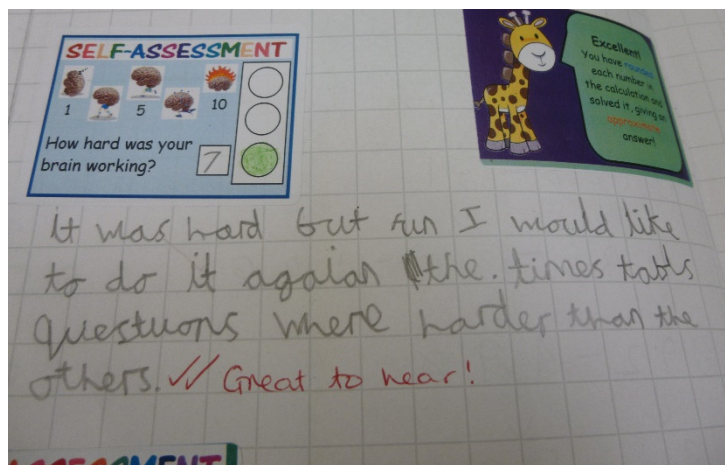 SELF-ASSESSMENT
1 5 10
How hard was your
brain working? 7
Excellent!
You have rounded
each number in
the calculation and
solved it, giving an
approximate
answer!
it was hard but fun I would like
to do it again the. times tabls
questuons where harder than the
others. Great to hear!
ASSESSMENT